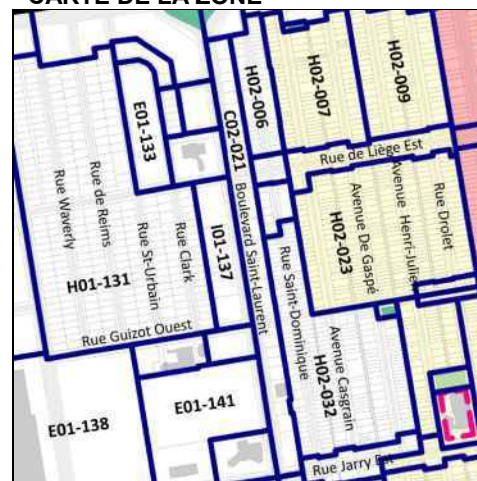 CARTE DE LA ZONE
H02-006
H02-007
H02-009
E01-133
C02-021
Rue de Liège Est
Rue Waverly
Rue de Reims
Rue St-Urbain
Rue Clark
I01-137
Boulevard Saint-Laurent
Rue Saint-Dominique
H02-023
Avenue De Gaspé
Avenue Henri-Julien
Rue Drolet
H01-131
Rue Guizot Ouest
Avenue Casgrain
H02-032
E01-138
E01-141
Rue Jarry Est